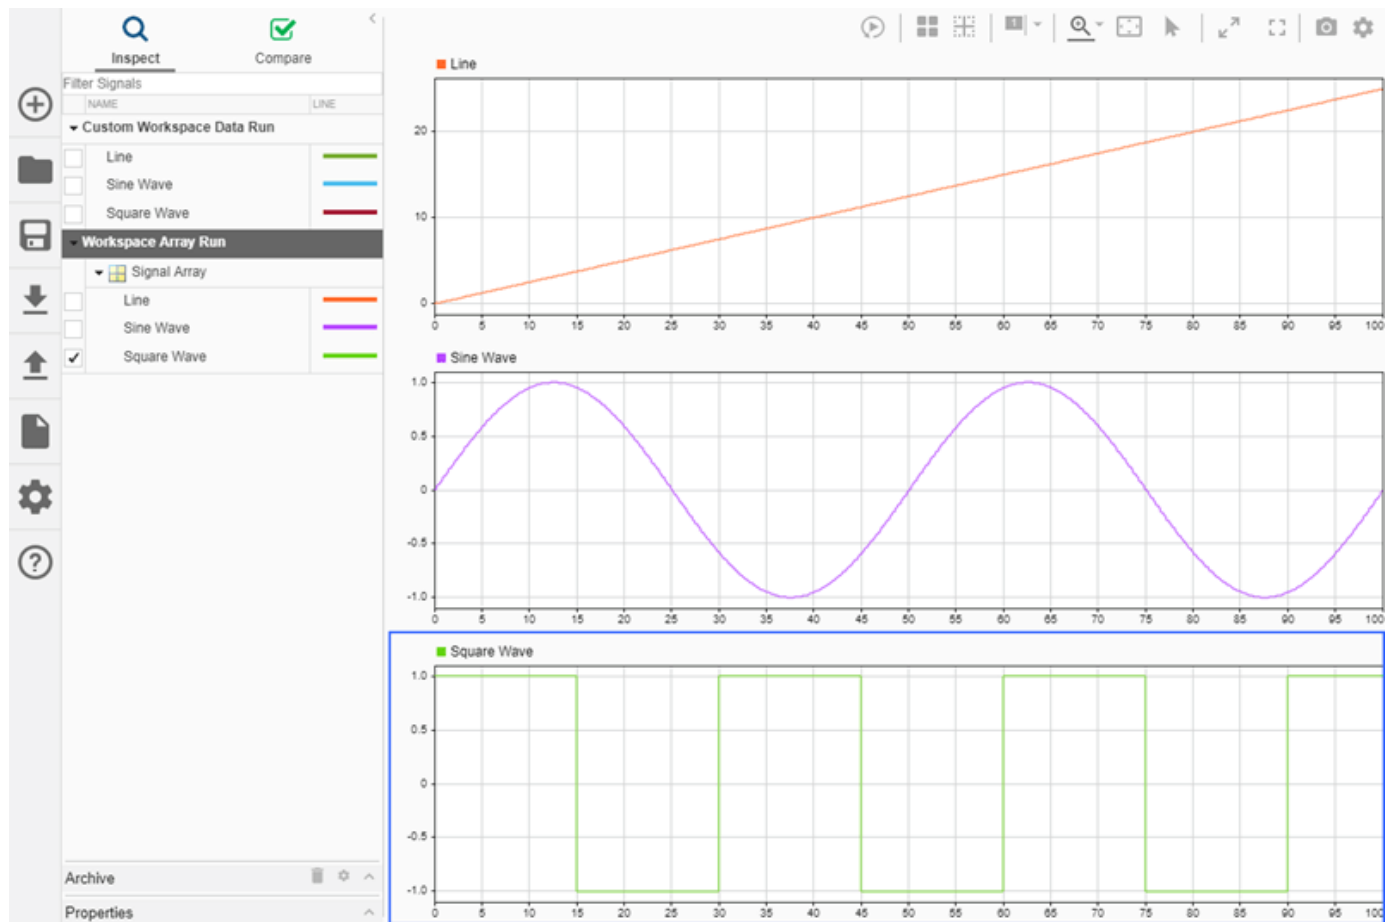 Inspect Compare
Filter Signals
NAME LINE
Custom Workspace Data Run
Line
Sine Wave
Square Wave
Workspace Array Run
Signal Array
Line
Sine Wave
Square Wave
Archive
Properties
1
Line
20
10
0
0 5 10 15 20 25 30 35 40 45 50 55 60 65 70 75 80 85 90 95 100
Sine Wave
1.0
0.5
0
-0.5
-1.0
0 5 10 15 20 25 30 35 40 45 50 55 60 65 70 75 80 85 90 95 100
Square Wave
1.0
0.5
0
-0.5
-1.0
0 5 10 15 20 25 30 35 40 45 50 55 60 65 70 75 80 85 90 95 100